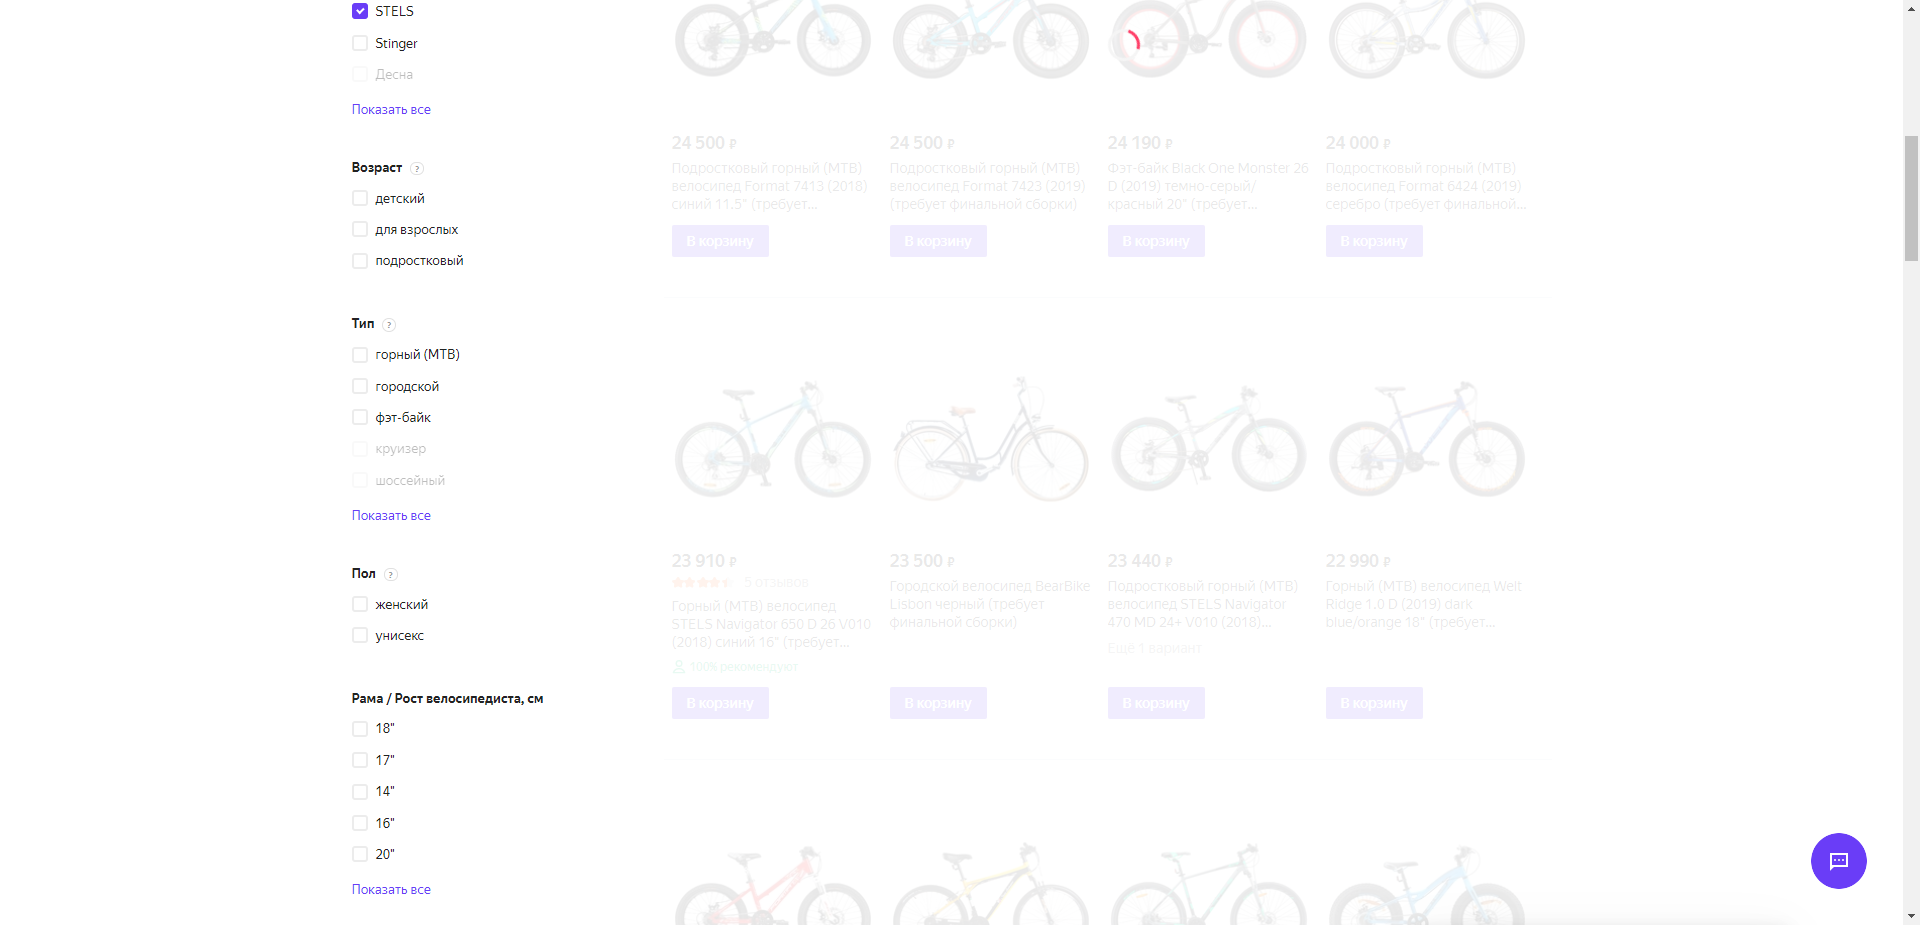 STELS
Stinger
Десна
Показать все
Возраст ?
детский
для взрослых
подростковый
Тип ?
горный (MTB)
городской
фэт-байк
круизер
шоссейный
Показать все
Пол ?
женский
унисекс
Рама / Рост велосипедиста, см
18"
17"
14"
16"
20"
Показать все
24 500 ₽
Подростковый горный (MTB)
велосипед Format 7413 (2018)
синий 11.5" (требует...
В корзину
24 500 ₽
Подростковый горный (MTB)
велосипед Format 7423 (2019)
(требует финальной сборки)
В корзину
24 190 ₽
Фэт-байк Black One Monster 26
D (2019) темно-серый/
красный 20" (требует...
В корзину
24 000 ₽
Подростковый горный (MTB)
велосипед Format 6424 (2019)
серебро (требует финальной...
В корзину
23 910 ₽
5 отзывов
Горный (MTB) велосипед
STELS Navigator 650 D 26 V010
(2018) синий 16" (требует...
100% рекомендуют
В корзину
23 500 ₽
Городской велосипед BearBike
Lisbon черный (требует
финальной сборки)
В корзину
23 440 ₽
Подростковый горный (MTB)
велосипед STELS Navigator
470 MD 24+ V010 (2018)...
Ещё 1 вариант
В корзину
22 990 ₽
Горный (MTB) велосипед Welt
Ridge 1.0 D (2019) dark
blue/orange 18" (требует...
В корзину